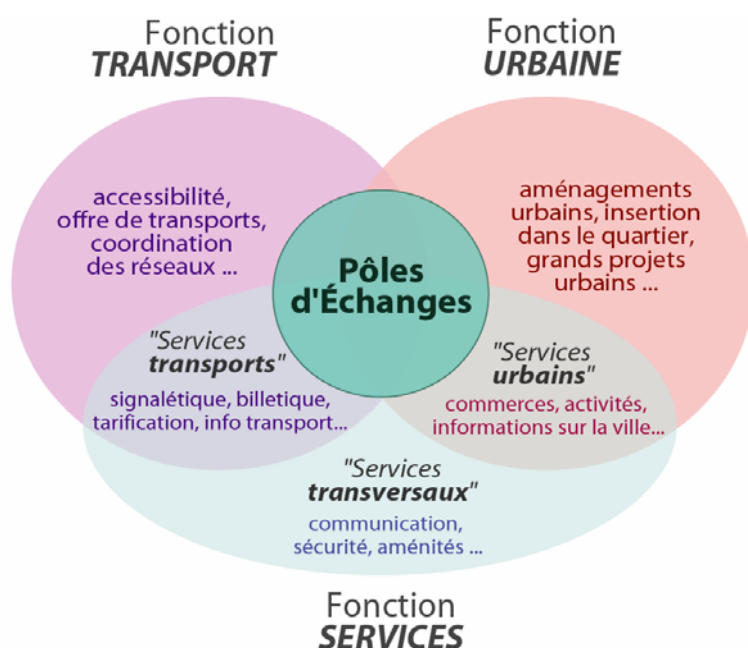 Fonction
TRANSPORT
Fonction
URBAINE
accessibilité,
offre de transports,
coordination
des réseaux ...
aménagements
urbains, insertion
dans le quartier,
grands projets
urbains ...
Pôles
d'Échanges
"Services
transports"
signalétique, billetique,
tarification, info transport...
"Services
urbains"
commerces, activités,
informations sur la ville...
"Services
transversaux"
communication,
sécurité, aménités ...
Fonction
SERVICES